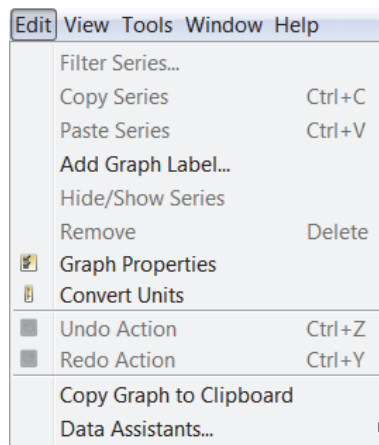 Edit View Tools Window Help
Filter Series...
Copy Series Ctrl+C
Paste Series Ctrl+V
Add Graph Label...
Hide/Show Series
Remove Delete
Graph Properties
Convert Units
Undo Action Ctrl+Z
Redo Action Ctrl+Y
Copy Graph to Clipboard
Data Assistants...